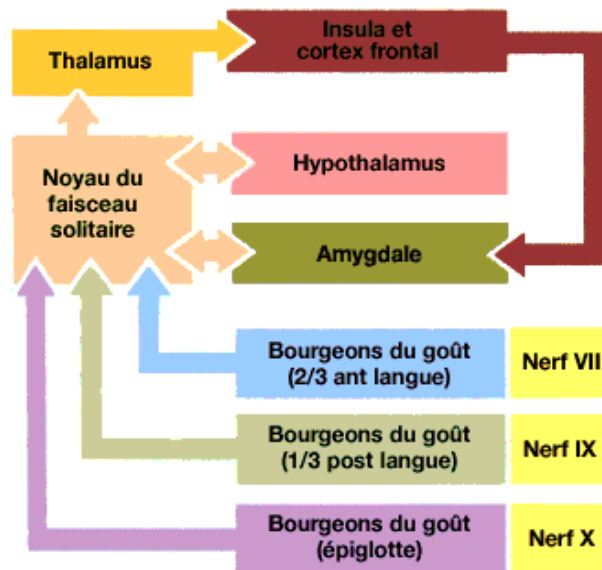 Insula et
cortex frontal
Thalamus
Hypothalamus
Noyau du
faisceau
solitaire
Amygdale
Bourgeons du goût
(2/3 ant langue)
Nerf VII
Bourgeons du goût
(1/3 post langue)
Nerf IX
Bourgeons du goût
(épiglotte)
Nerf X